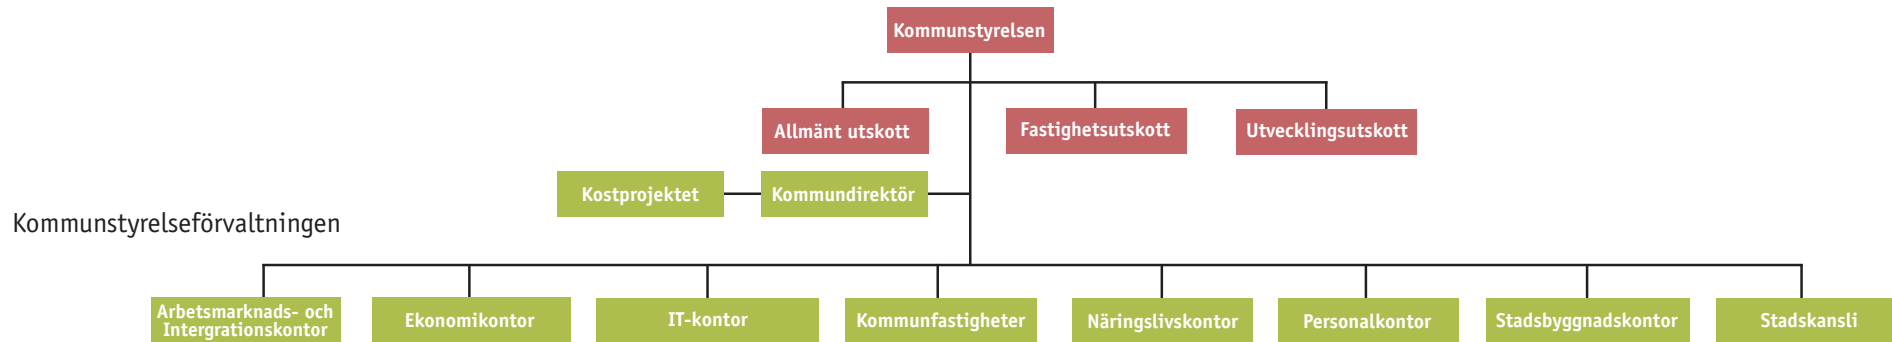 Kommunstyrelsen
Allmänt utskott
Fastighetsutskott
Utvecklingsutskott
Kostprojektet
Kommundirektör
Kommunstyrelseförvaltningen
Arbetsmarknads- och
Intergrationskontor
Ekonomikontor
IT-kontor
Kommunfastigheter
Näringslivskontor
Personalkontor
Stadsbyggnadskontor
Stadskansli